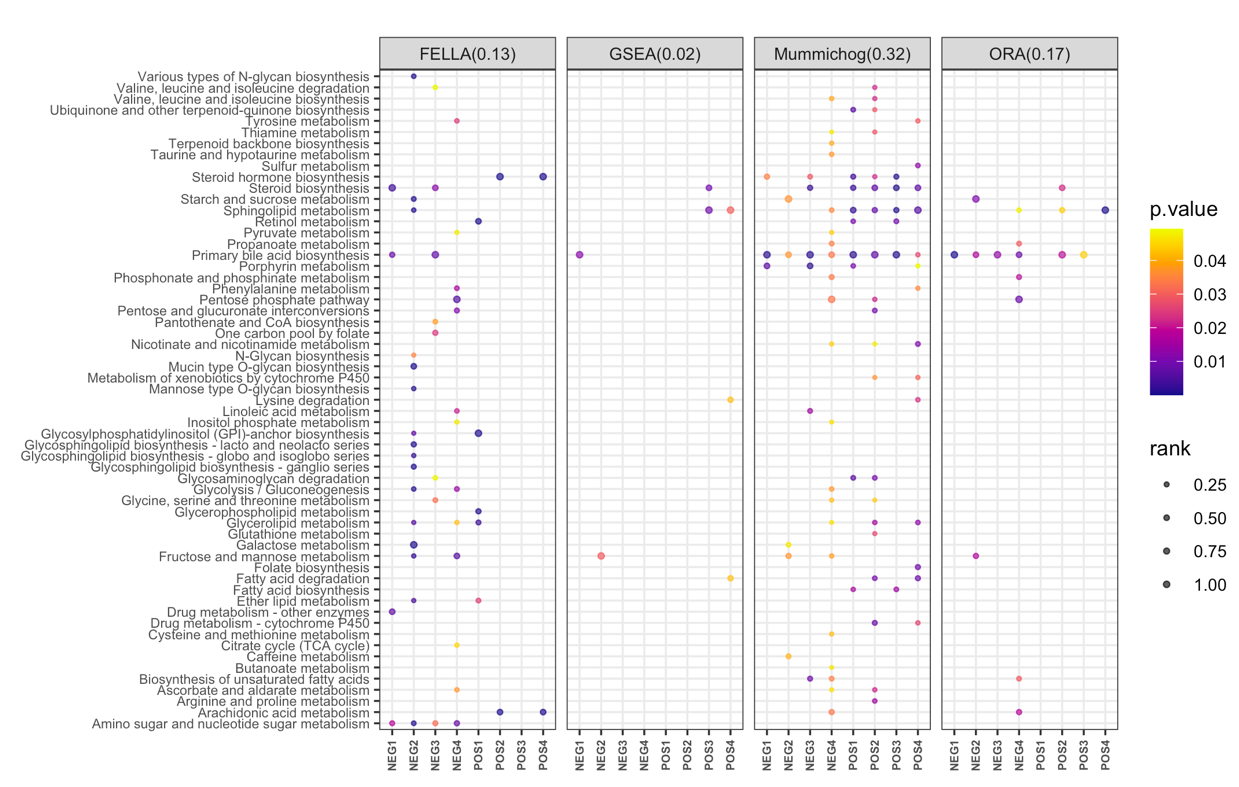 FELLA(0.13)
GSEA(0.02)
Mummichog(0.32)
ORA(0.17)
Various types of N-glycan biosynthesis
Valine, leucine and isoleucine degradation
Valine, leucine and isoleucine biosynthesis
Ubiquinone and other terpenoid-quinone biosynthesis
Tyrosine metabolism
Thiamine metabolism
Terpenoid backbone biosynthesis
Taurine and hypotaurine metabolism
Sulfur metabolism
Steroid hormone biosynthesis
Steroid biosynthesis
Starch and sucrose metabolism
Sphingolipid metabolism
Retinol metabolism
Pyruvate metabolism
Propanoate metabolism
Primary bile acid biosynthesis
Porphyrin metabolism
Phosphonate and phosphinate metabolism
Phenylalanine metabolism
Pentose phosphate pathway
Pentose and glucuronate interconversions
Pantothenate and CoA biosynthesis
One carbon pool by folate
Nicotinate and nicotinamide metabolism
N-Glycan biosynthesis
Mucin type O-glycan biosynthesis
Metabolism of xenobiotics by cytochrome P450
Mannose type O-glycan biosynthesis
Lysine degradation
Linoleic acid metabolism
Inositol phosphate metabolism
Glycosylphosphatidylinositol (GPI)-anchor biosynthesis
Glycosphingolipid biosynthesis - lacto and neolacto series
Glycosphingolipid biosynthesis - globo and isoglobo series
Glycosphingolipid biosynthesis - ganglio series
Glycosaminoglycan degradation
Glycolysis / Gluconeogenesis
Glycine, serine and threonine metabolism
Glycerophospholipid metabolism
Glycerolipid metabolism
Glutathione metabolism
Galactose metabolism
Fructose and mannose metabolism
Folate biosynthesis
Fatty acid degradation
Fatty acid biosynthesis
Ether lipid metabolism
Drug metabolism - other enzymes
Drug metabolism - cytochrome P450
Cysteine and methionine metabolism
Citrate cycle (TCA cycle)
Caffeine metabolism
Butanoate metabolism
Biosynthesis of unsaturated fatty acids
Ascorbate and aldarate metabolism
Arginine and proline metabolism
Arachidonic acid metabolism
Amino sugar and nucleotide sugar metabolism
NEG1 NEG2 NEG3 NEG4 POS1 POS2 POS3 POS4
NEG1 NEG2 NEG3 NEG4 POS1 POS2 POS3 POS4
NEG1 NEG2 NEG3 NEG4 POS1 POS2 POS3 POS4
NEG1 NEG2 NEG3 NEG4 POS1 POS2 POS3 POS4
p.value
0.04
0.03
0.02
0.01
rank
0.25
0.50
0.75
1.00